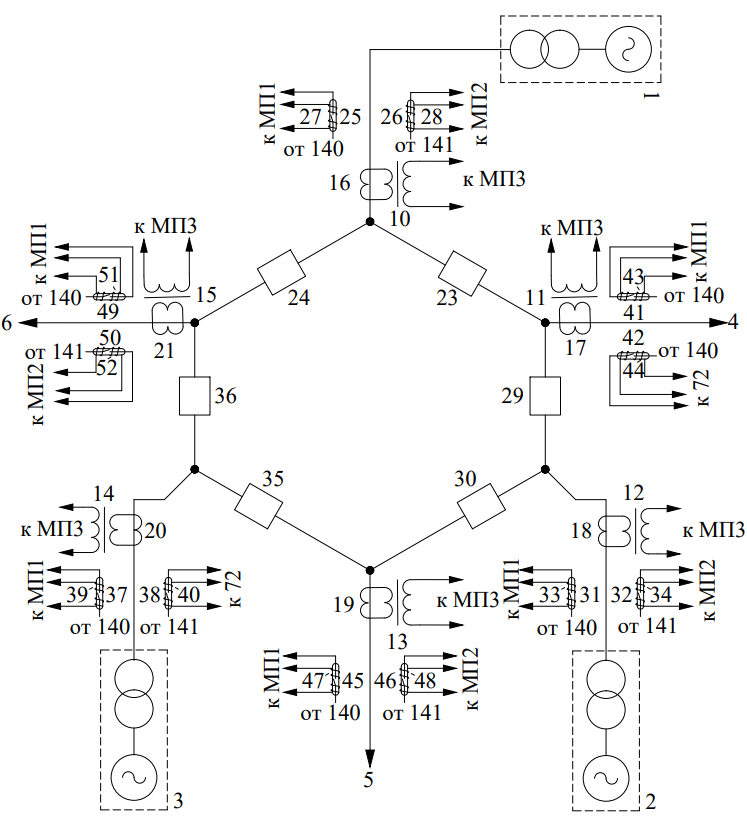 1
к МП1
27 25
от 140
26 28
к МП2
от 141
16
к МП3
10
к МП1
51
от 140
49
к МП3
15
24
23
к МП3
11
43
к МП1
от 140
41
6
21
17
4
от 141
50
52
к МП2
42
от 140
44
к 72
36
29
35
30
14
к МП3
20
12
18
к МП3
к МП1
39 37
от 140
38 40
к 72
от 141
19
к МП3
13
к МП1
33 31
от 140
32 34
к МП2
от 141
к МП1
47 45
от 140
46 48
к МП2
от 141
3
5
2